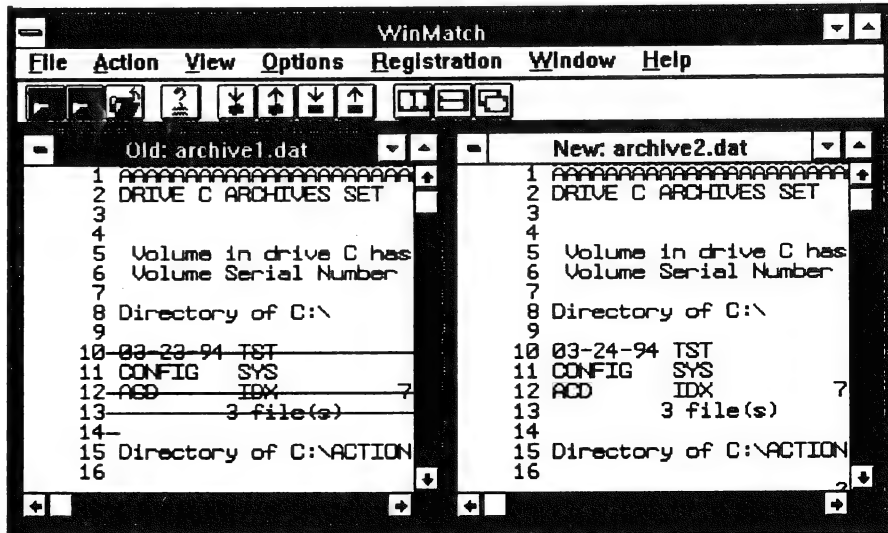 WinMatch
File Action View Options Registration Window Help
Old: archive1.dat
1 AAAAAAAAAAAAAAAAAAAAAA
2 DRIVE C ARCHIVES SET
3
4
5 Volume in drive C has
6 Volume Serial Number
7
8 Directory of C:\
9
10 03-23-94 TST
11 CONFIG SYS
12 ACD IDX 7
13 3 file(s)
14
15 Directory of C:\ACTION
16
New: archive2.dat
1 AAAAAAAAAAAAAAAAAAAAAA
2 DRIVE C ARCHIVES SET
3
4
5 Volume in drive C has
6 Volume Serial Number
7
8 Directory of C:\
9
10 03-24-94 TST
11 CONFIG SYS
12 ACD IDX 7
13 3 file(s)
14
15 Directory of C:\ACTION
16